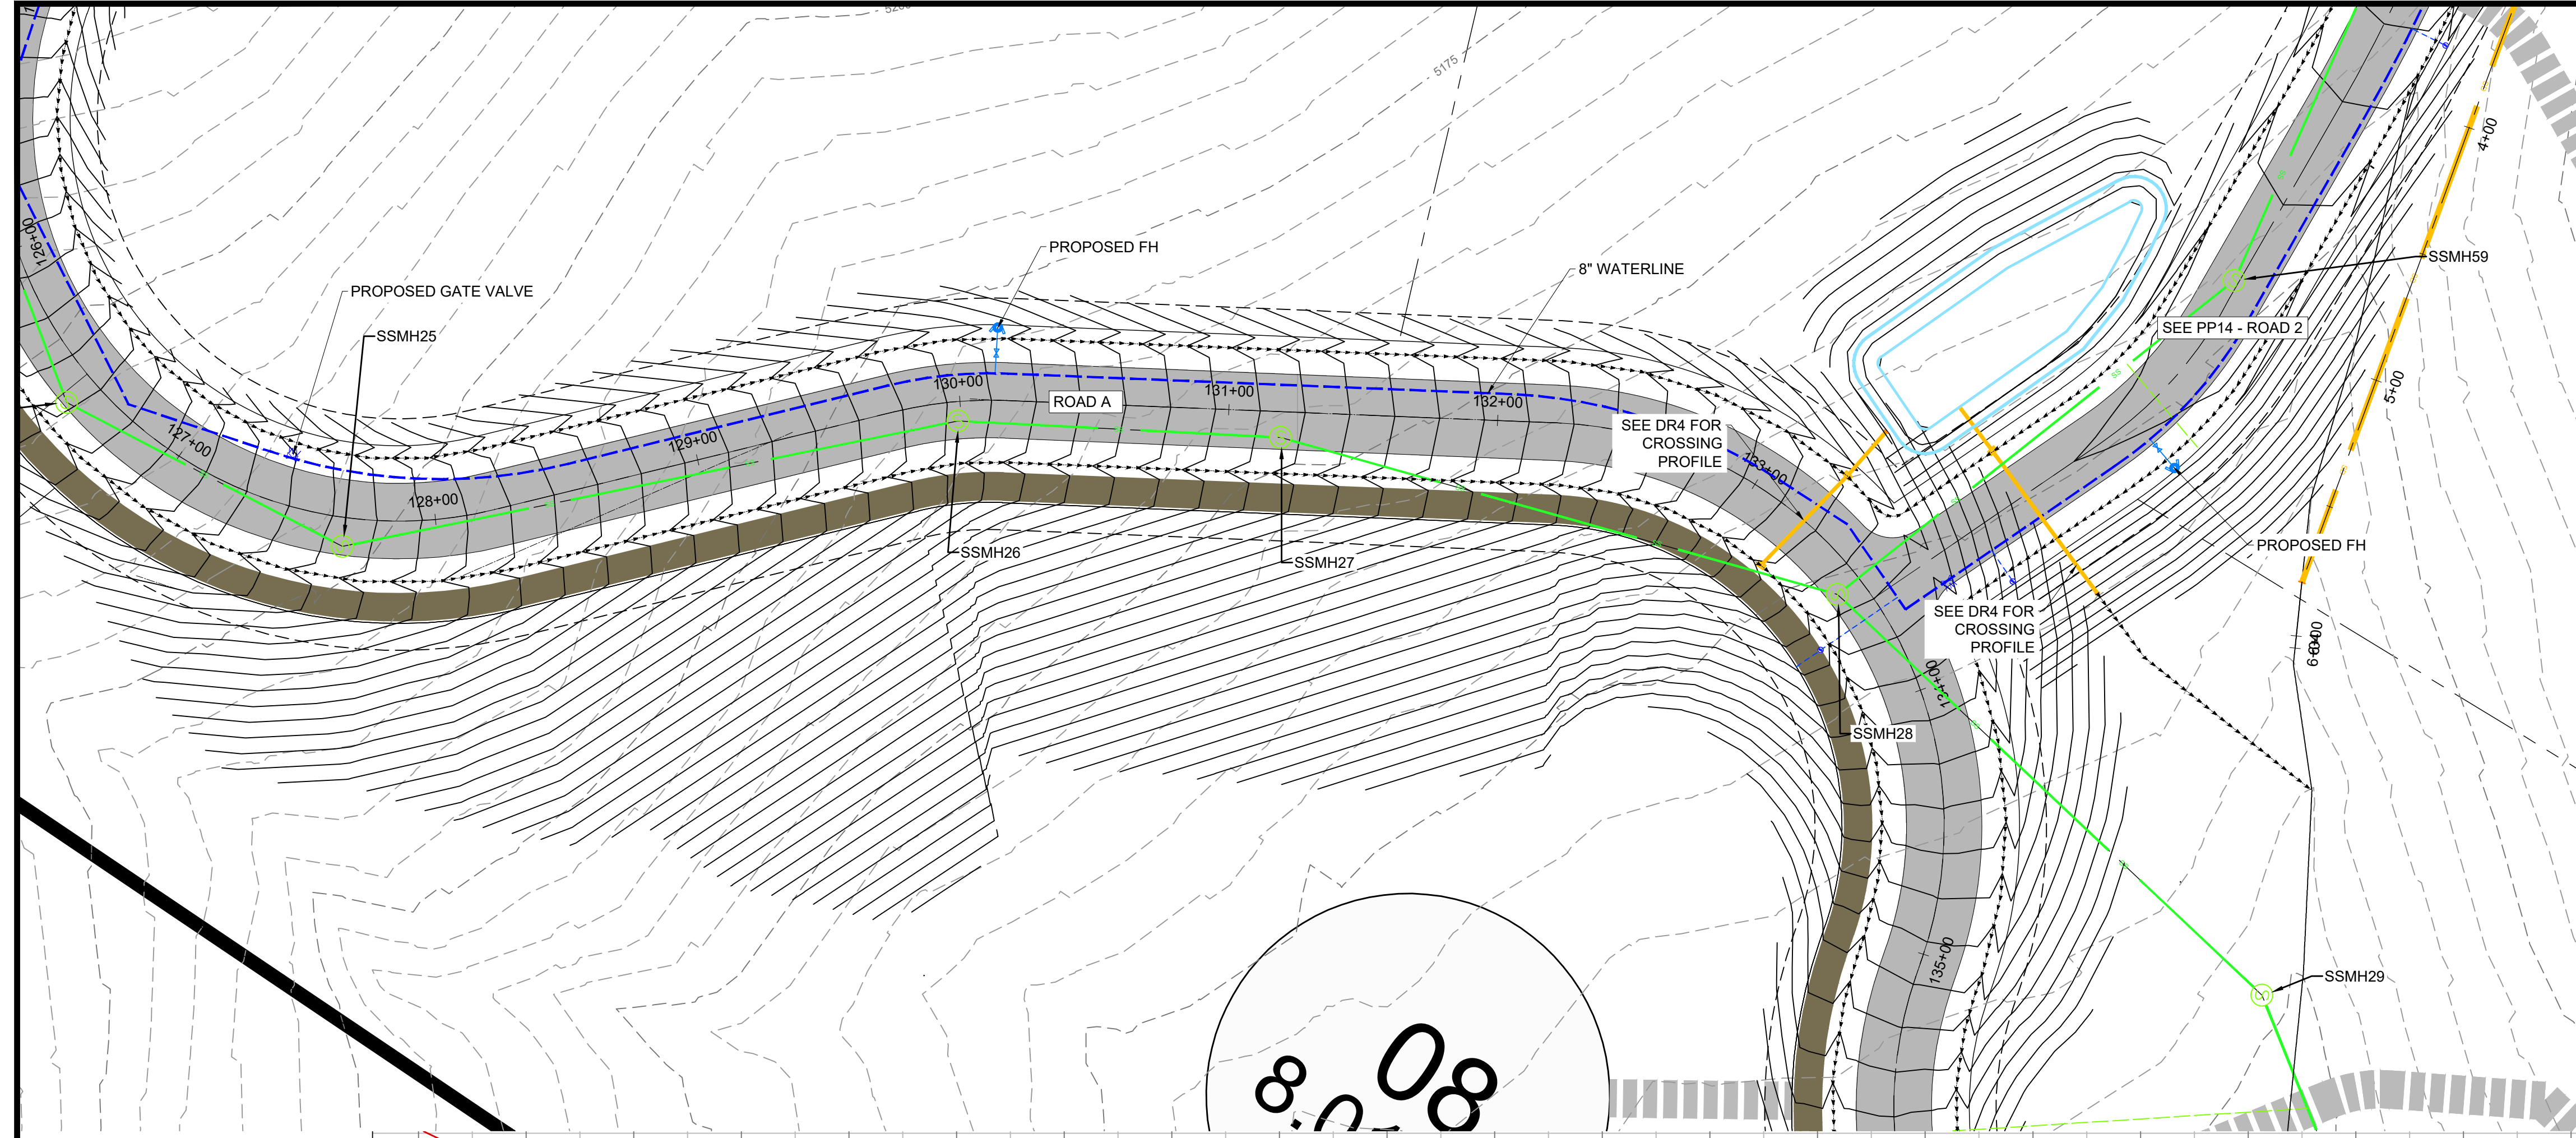 5175
4+00
126+00
PROPOSED FH
SSMH59
8" WATERLINE
PROPOSED GATE VALVE
SEE PP14 - ROAD 2
SSMH25
130+00
131+00
132+00
ROAD A
5+00
127+00
129+00
SEE DR4 FOR
CROSSING
PROFILE
133+00
128+00
PROPOSED FH
SSMH26
SSMH27
SEE DR4 FOR
CROSSING
PROFILE
134+00
SSMH28
135+00
SSMH29
08